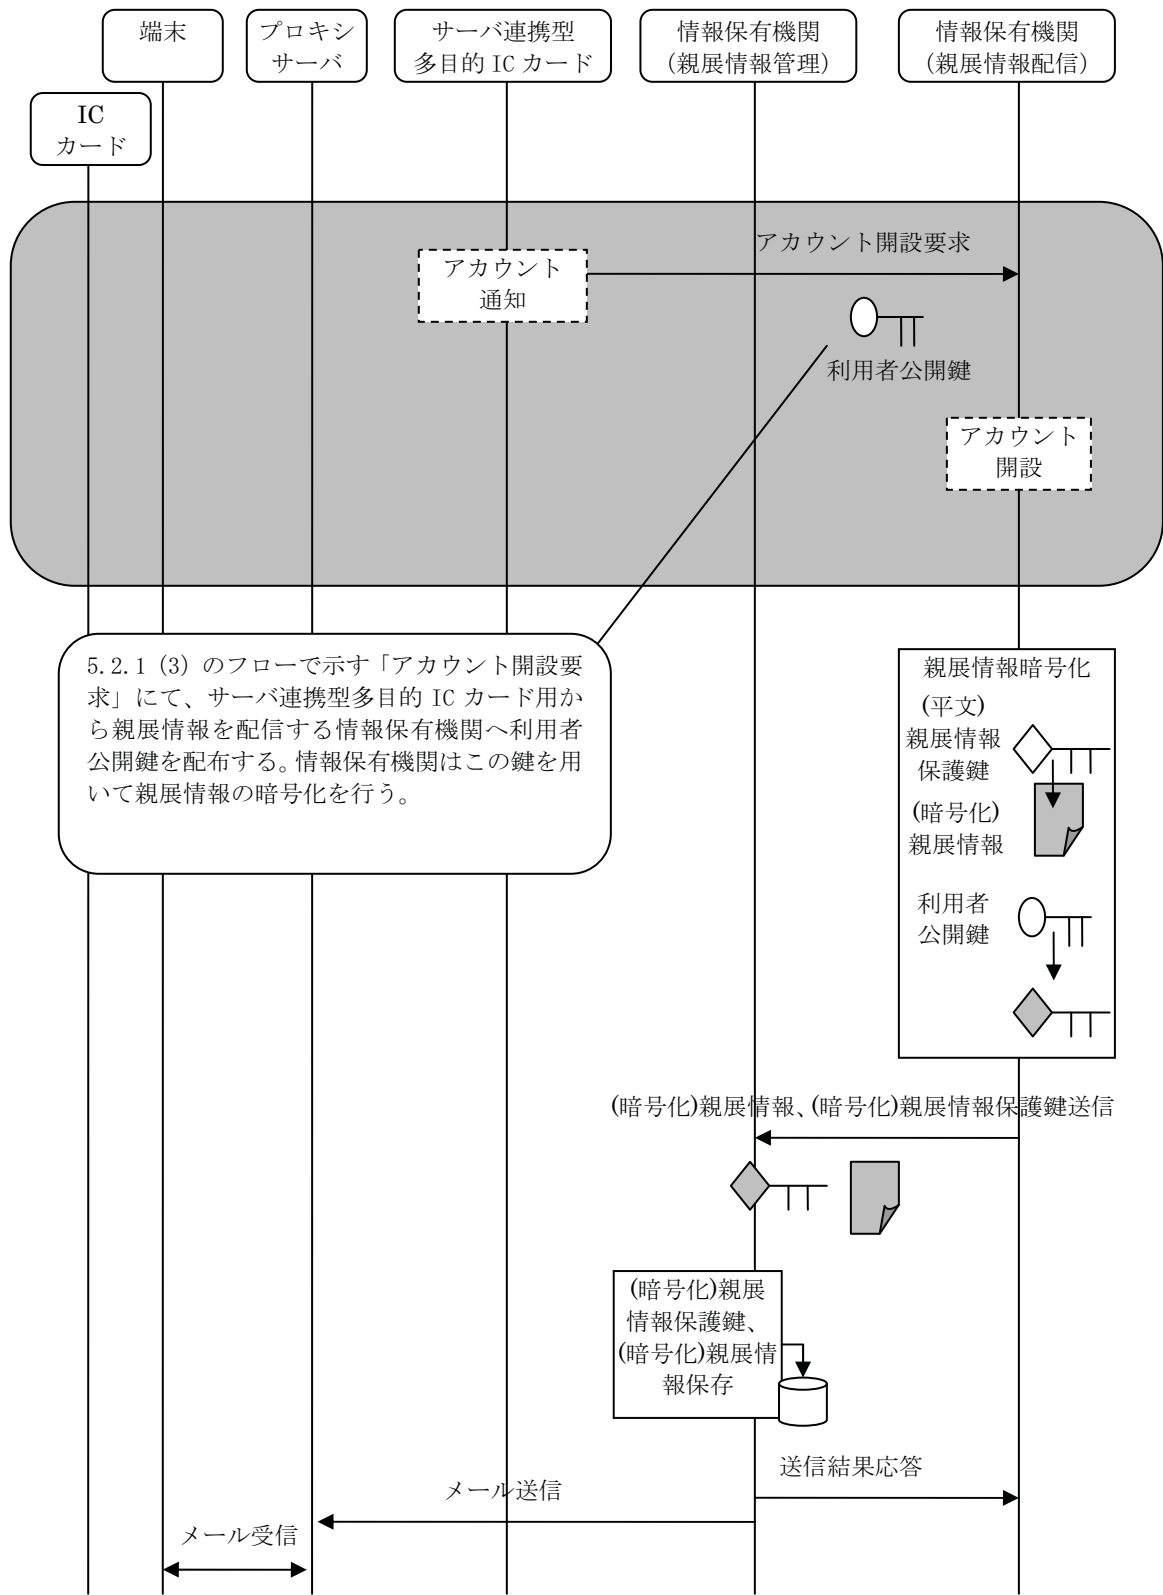 端末
プロキシ
サーバ
サーバ連携型
多目的 IC カード
情報保有機関
（親展情報管理）
情報保有機関
（親展情報配信）
IC
カード
アカウント開設要求
アカウント
通知
利用者公開鍵
アカウント
開設
5.2.1 (3) のフローで示す「アカウント開設要
求」にて、サーバ連携型多目的 IC カード用か
ら親展情報を配信する情報保有機関へ利用者
公開鍵を配布する。情報保有機関はこの鍵を用
いて親展情報の暗号化を行う。
親展情報暗号化
(平文)
親展情報
保護鍵
(暗号化)
親展情報
利用者
公開鍵
(暗号化)親展情報、(暗号化)親展情報保護鍵送信
(暗号化)親展
情報保護鍵、
(暗号化)親展情
報保存
送信結果応答
メール送信
メール受信